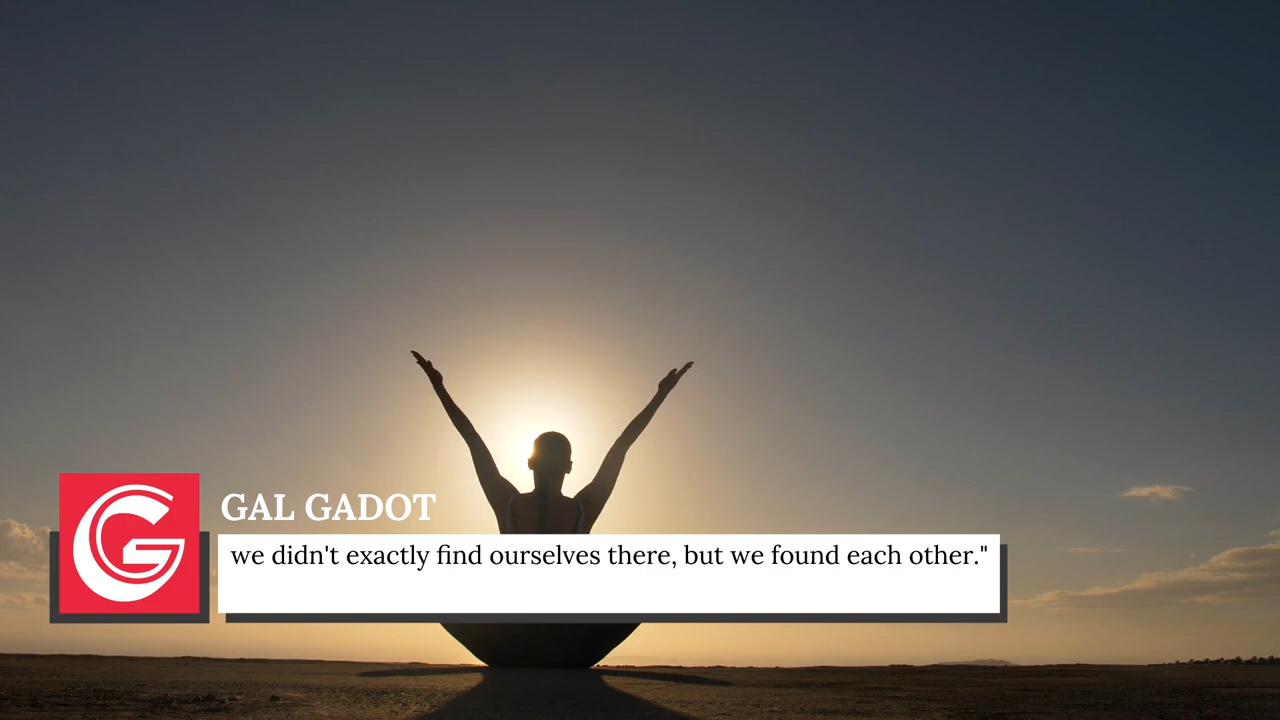 GAL GADOT
we didn't exactly find ourselves there, but we found each other."